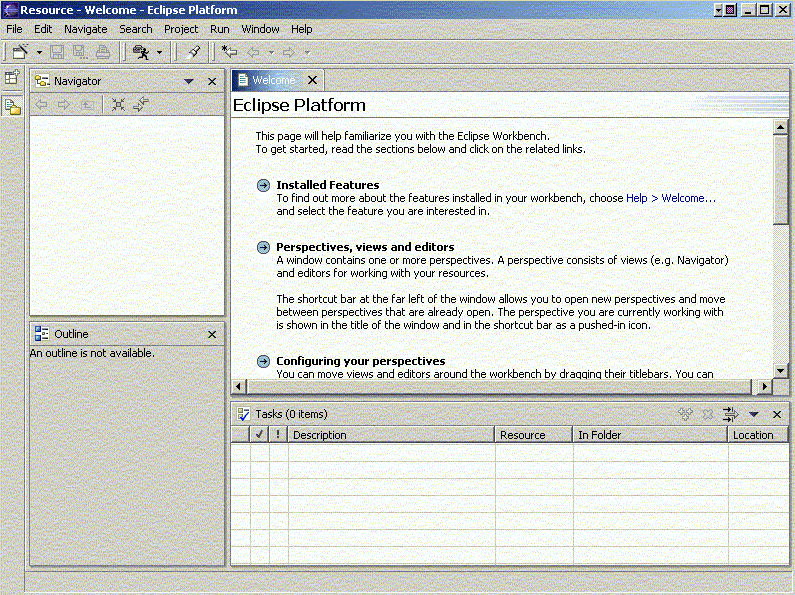 Resource - Welcome - Eclipse Platform
File Edit Navigate Search Project Run Window Help
Navigator
Welcome
Eclipse Platform
This page will help familiarize you with the Eclipse Workbench.
To get started, read the sections below and click on the related links.
Installed Features
To find out more about the features installed in your workbench, choose Help > Welcome...
and select the feature you are interested in.
Perspectives, views and editors
A window contains one or more perspectives. A perspective consists of views (e.g. Navigator)
and editors for working with your resources.
The shortcut bar at the far left of the window allows you to open new perspectives and move
between perspectives that are already open. The perspective you are currently working with
is shown in the title of the window and in the shortcut bar as a pushed-in icon.
Configuring your perspectives
You can move views and editors around the workbench by dragging their titlebars. You can
Outline
An outline is not available.
Tasks (0 items)
! Description Resource In Folder Location